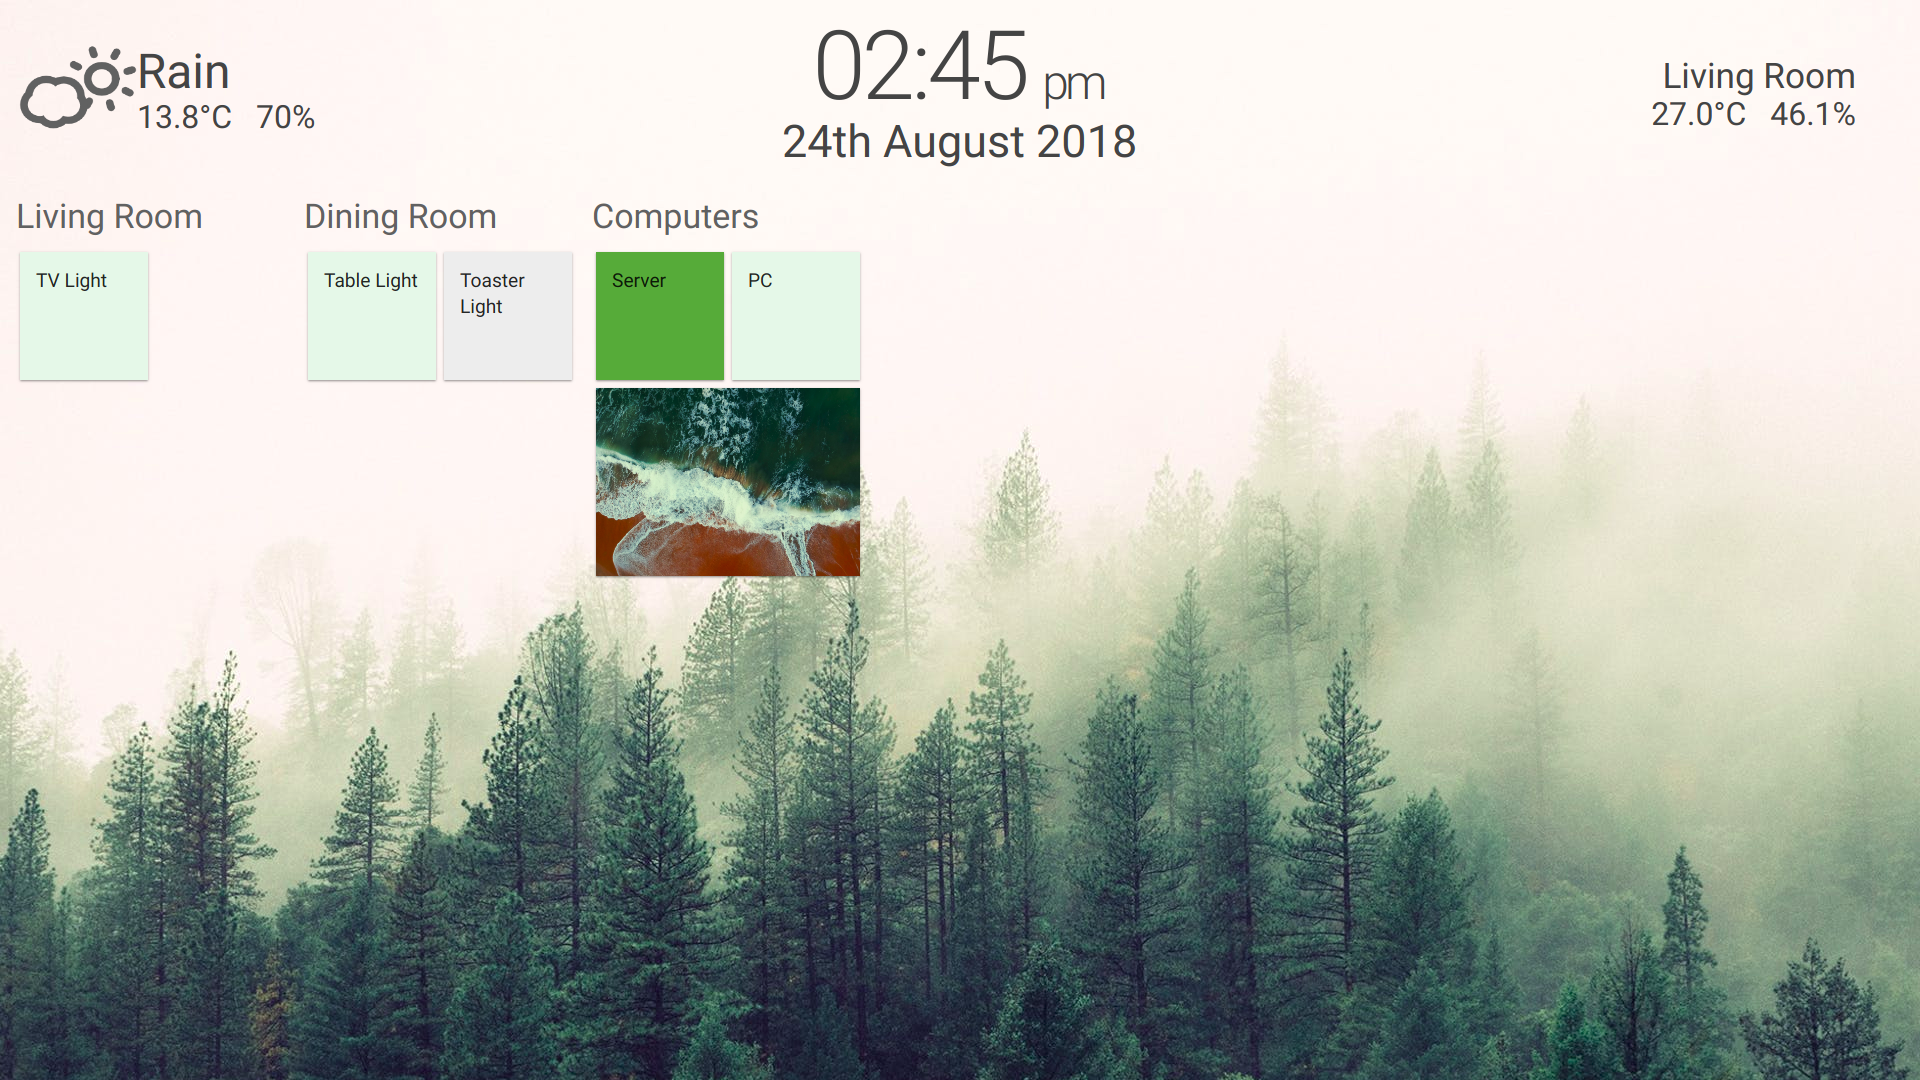 Rain
13.8°C 70%
02:45 pm
24th August 2018
Living Room
27.0°C 46.1%
Living Room
Dining Room
Computers
TV Light
Table Light
Toaster
Light
Server
PC